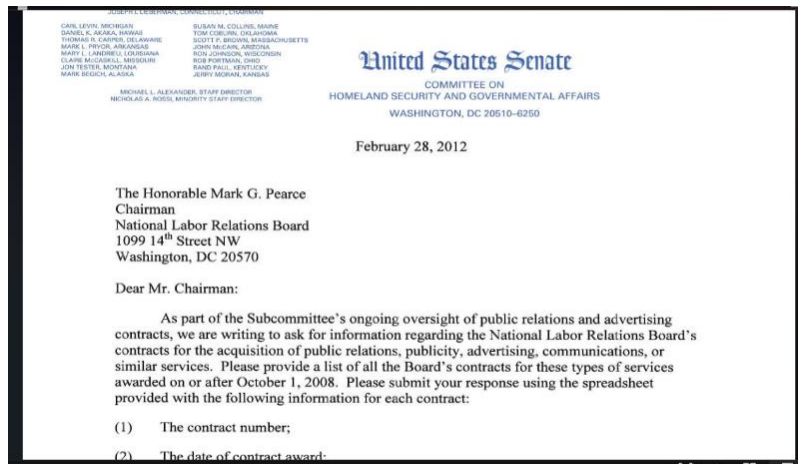 JOSEPH I. LIEBERMAN, CONNECTICUT, CHAIRMAN
CARL LEVIN, MICHIGAN
DANIEL K. AKAKA, HAWAII
THOMAS R. CARPER, DELAWARE
MARK L. PRYOR, ARKANSAS
MARY L. LANDRIEU, LOUISIANA
CLAIRE McCASKILL, MISSOURI
JON TESTER, MONTANA
MARK BEGICH, ALASKA
SUSAN M. COLLINS, MAINE
TOM COBURN, OKLAHOMA
SCOTT P. BROWN, MASSACHUSETTS
JOHN McCAIN, ARIZONA
RON JOHNSON, WISCONSIN
ROB PORTMAN, OHIO
RAND PAUL, KENTUCKY
JERRY MORAN, KANSAS
MICHAEL L. ALEXANDER, STAFF DIRECTOR
NICHOLAS A. ROSSI, MINORITY STAFF DIRECTOR
United States Senate
COMMITTEE ON
HOMELAND SECURITY AND GOVERNMENTAL AFFAIRS
WASHINGTON, DC 20510–6250
February 28, 2012
The Honorable Mark G. Pearce
Chairman
National Labor Relations Board
1099 14th Street NW
Washington, DC 20570
Dear Mr. Chairman:
As part of the Subcommittee's ongoing oversight of public relations and advertising
contracts, we are writing to ask for information regarding the National Labor Relations Board's
contracts for the acquisition of public relations, publicity, advertising, communications, or
similar services. Please provide a list of all the Board's contracts for these types of services
awarded on or after October 1, 2008. Please submit your response using the spreadsheet
provided with the following information for each contract:
(1) The contract number;
(2) The date of contract award;